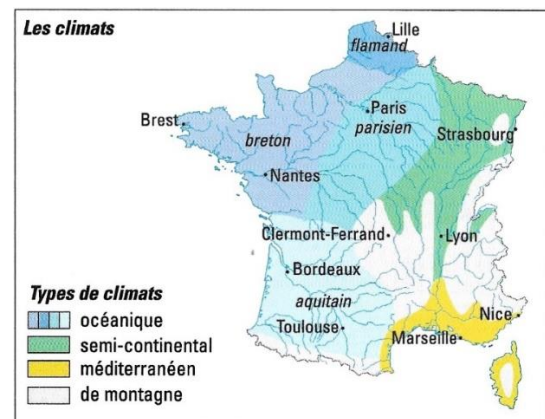 Les climats
Lille
flamand
Paris
parisien
Brest
breton
Strasbourg
Nantes
Clermont-Ferrand
Lyon
Bordeaux
aquitain
Toulouse
Nice
Marseille
Types de climats
océanique
semi-continental
méditerranéen
de montagne